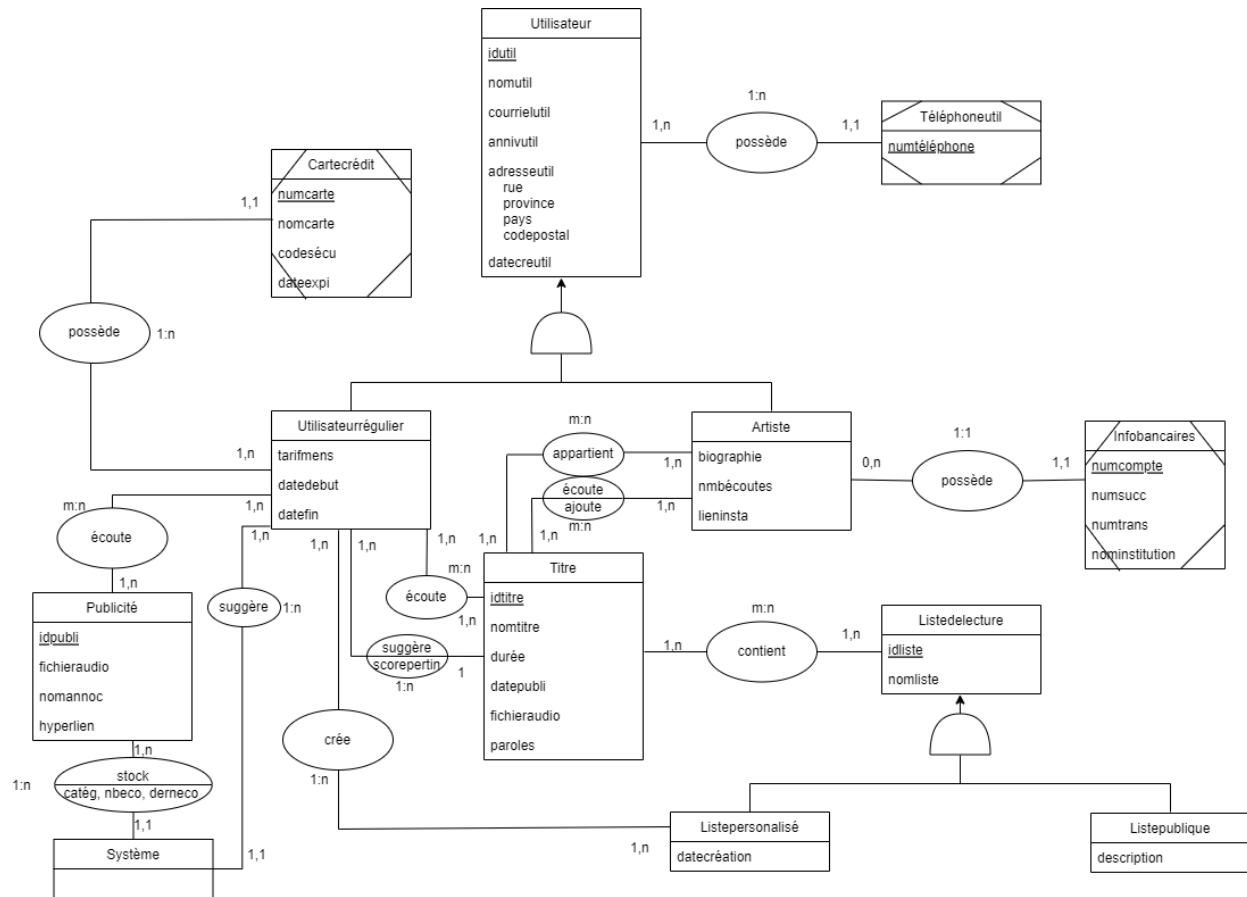 Utilisateur
idutil
nomutil
courrielutil
annivutil
adresseutil
rue
province
pays
codepostal
datecreutil
1,n
1:n
possède
1,1
Téléphoneutil
numtéléphone
Cartecrédit
numcarte
nomcarte
codesécu
dateexpi
1,1
possède
1:n
1,n
Utilisateurrégulier
tarifmens
datedebut
datefin
m:n
appartient
1,n
écoute
ajoute
m:n
1,n
1,n
1,n
Artiste
biographie
nmbécoutes
lieninsta
0,n
1:1
possède
1,1
Infobancaires
numcompte
numsucc
numtrans
nominstitution
m:n
1,n
écoute
1,n
Publicité
idpubli
fichieraudio
nomannoc
hyperlien
1,n
suggère
1:n
1,1
1,n
1,n
1,n
m:n
écoute
1,n
suggère
scorepertin
1:n
1
Titre
idtitre
nomtitre
durée
datepubli
fichieraudio
paroles
1,n
m:n
contient
1,n
Listedelecture
idliste
nomliste
crée
1:n
1,n
1,n
1:n
stock
catég, nbeco, derneco
1,1
Système
Listepersonalisé
datecréation
Listepublique
description